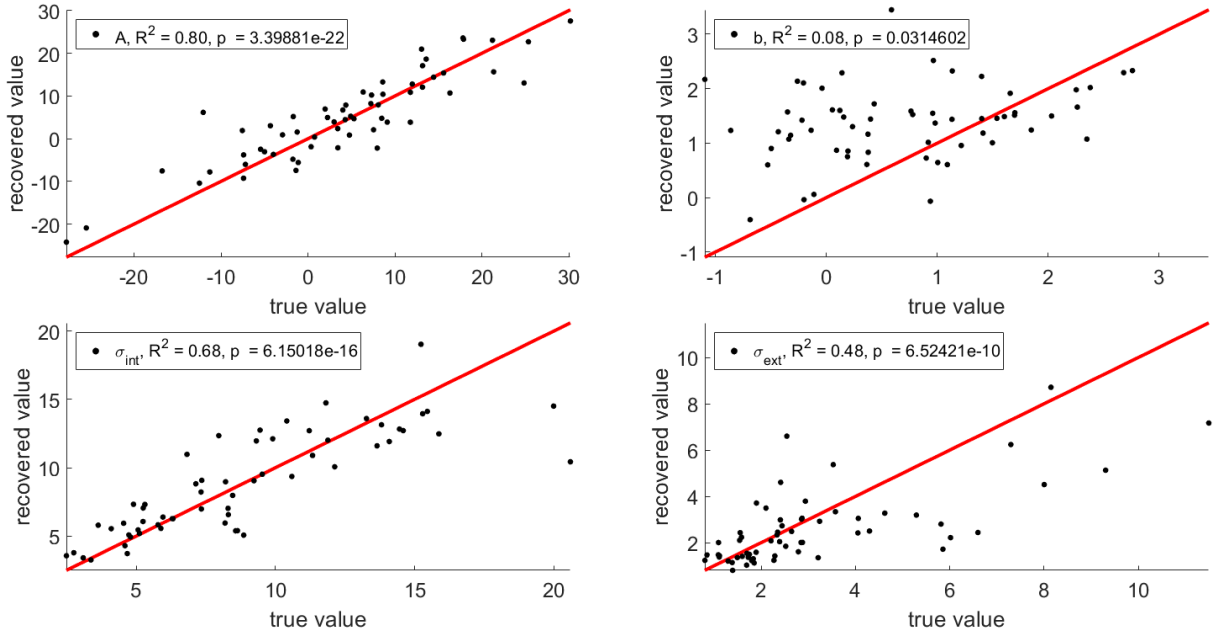 30
20
10
0
-10
-20
recovered value
A, R² = 0.80, p = 3.39881e-22
-20 -10 0 10 20 30
true value
3
2
1
0
-1
recovered value
b, R² = 0.08, p = 0.0314602
-1 0 1 2 3
true value
20
15
10
5
recovered value
σint, R² = 0.68, p = 6.15018e-16
5 10 15 20
true value
10
8
6
4
2
recovered value
σext, R² = 0.48, p = 6.52421e-10
2 4 6 8 10
true value